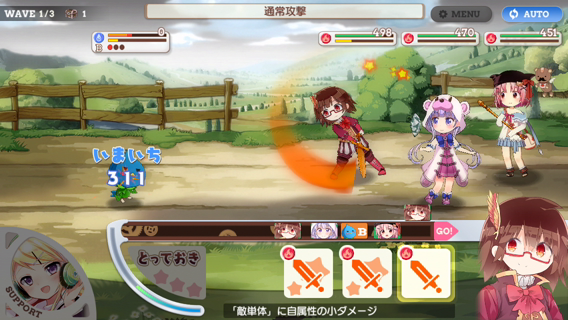 WAVE 1/3 1
通常攻撃
MENU
AUTO
B 0
498
470
451
いまいち
311
B
GO!
とっておき
SUPPORT
「敵単体」に自属性の小ダメージ